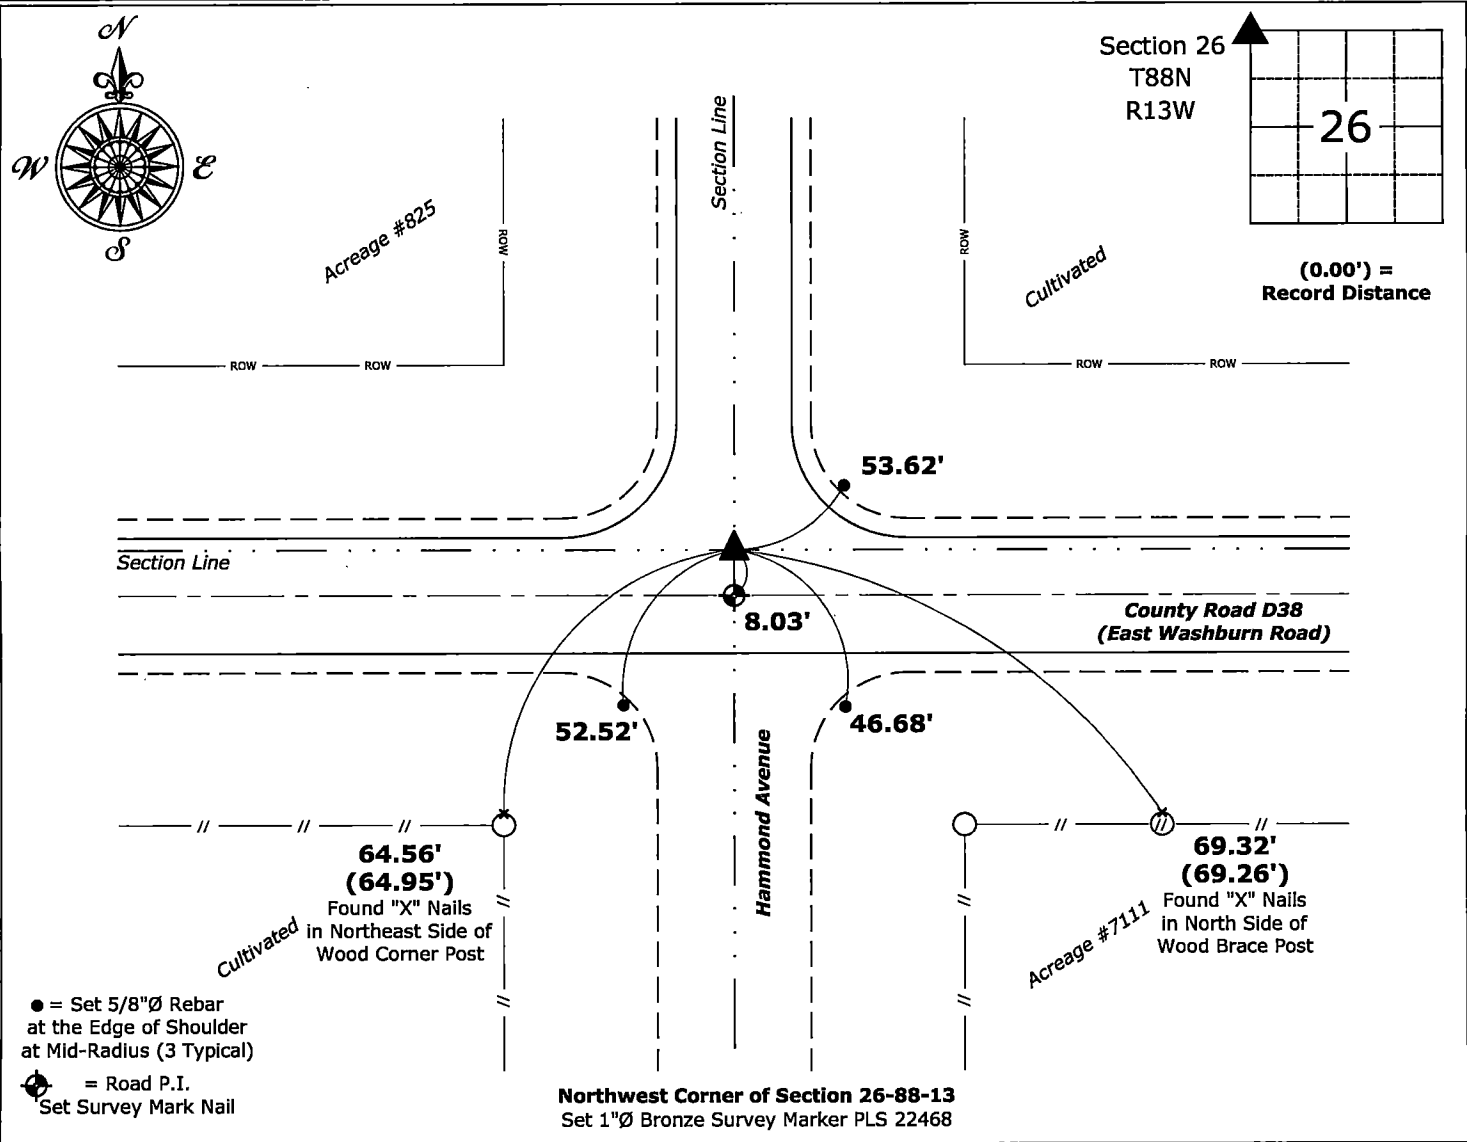 N
W
E
S
Section 26
T88N
R13W
26
(0.00') =
Record Distance
Acreage #825
ROW
Section Line
ROW
Cultivated
ROW
ROW
ROW
ROW
53.62'
Section Line
8.03'
County Road D38
(East Washburn Road)
52.52'
46.68'
Hammond Avenue
64.56'
(64.95')
Found "X" Nails
in Northeast Side of
Wood Corner Post
Cultivated
69.32'
(69.26')
Found "X" Nails
in North Side of
Wood Brace Post
Acreage #7111
= Set 5/8"Ø Rebar
at the Edge of Shoulder
at Mid-Radius (3 Typical)
= Road P.I.
Set Survey Mark Nail
Northwest Corner of Section 26-88-13
Set 1"Ø Bronze Survey Marker PLS 22468